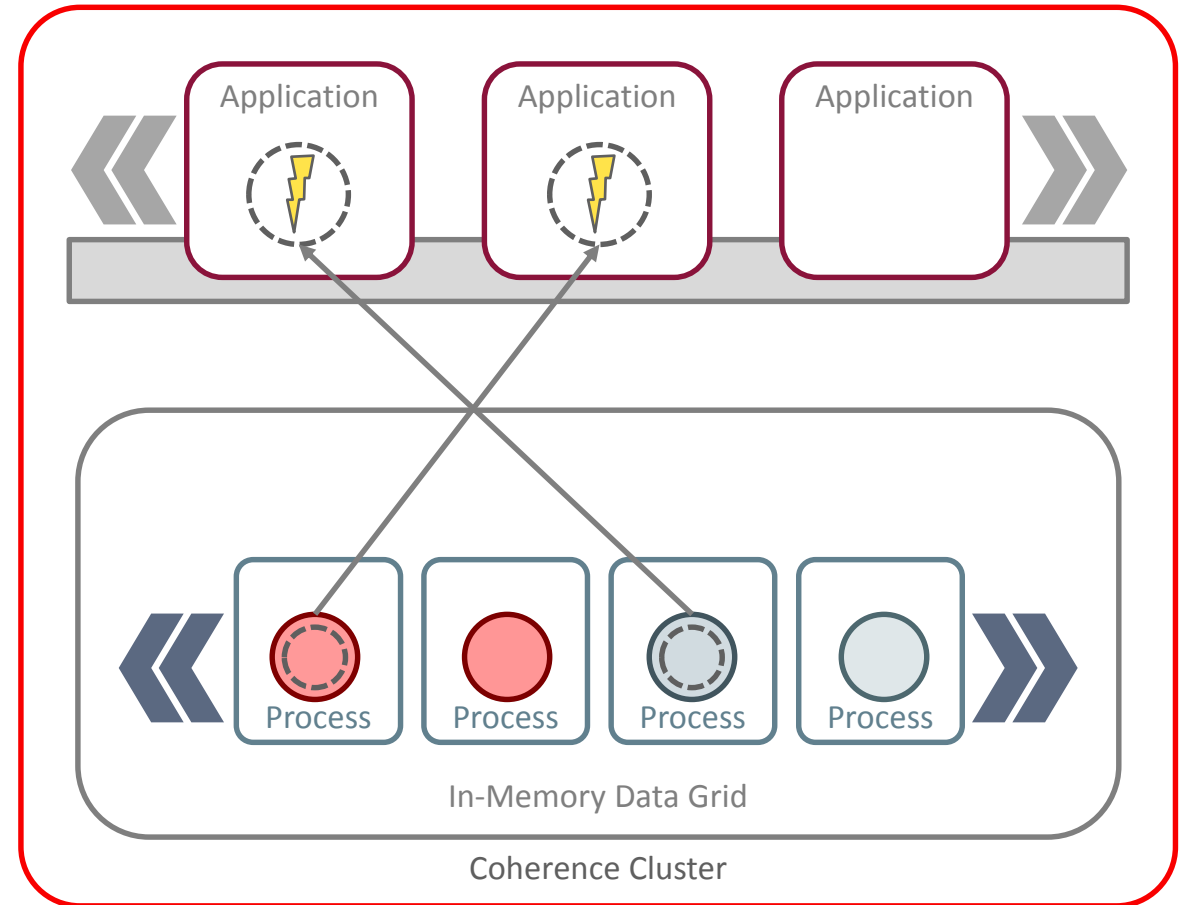 Application
Application
Application
Process
Process
Process
Process
In-Memory Data Grid
Coherence Cluster